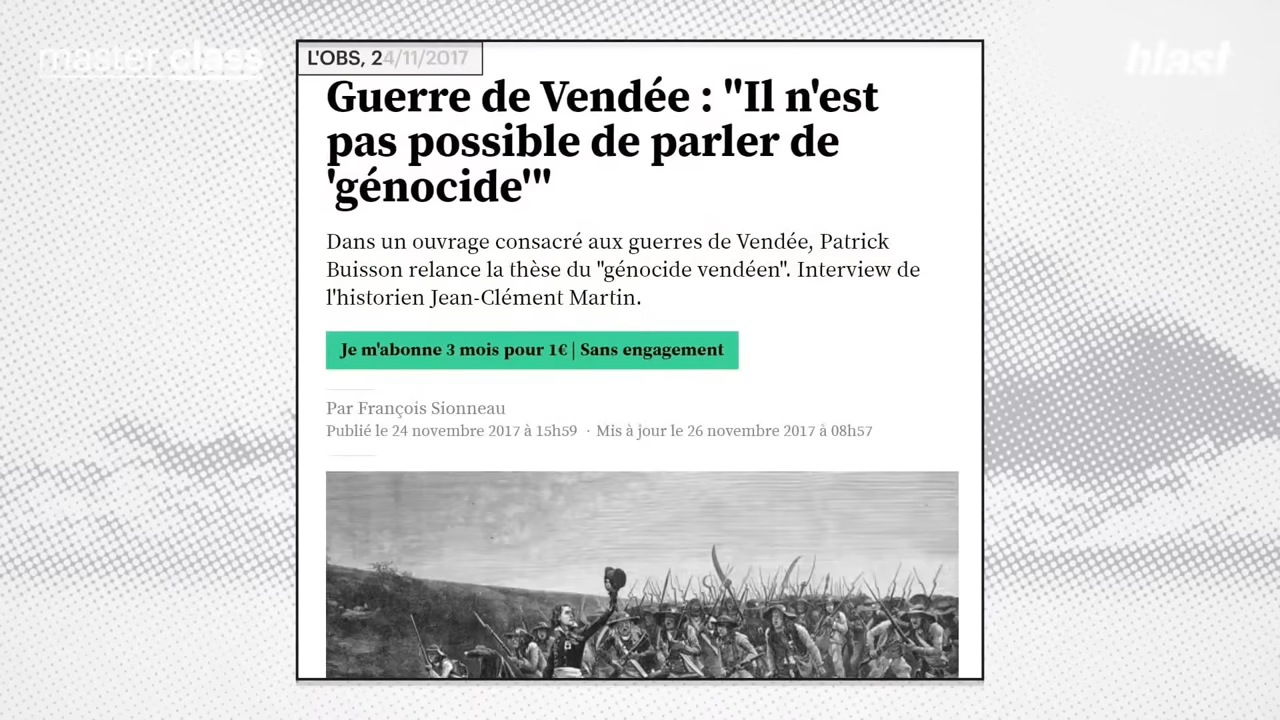 master class
blast
L'OBS, 24/11/2017
Guerre de Vendée : "Il n'est
pas possible de parler de
'génocide'"
Dans un ouvrage consacré aux guerres de Vendée, Patrick
Buisson relance la thèse du "génocide vendéen". Interview de
l'historien Jean-Clément Martin.
Je m'abonne 3 mois pour 1€ | Sans engagement
Par François Sionneau
Publié le 24 novembre 2017 à 15h59 · Mis à jour le 26 novembre 2017 à 08h57